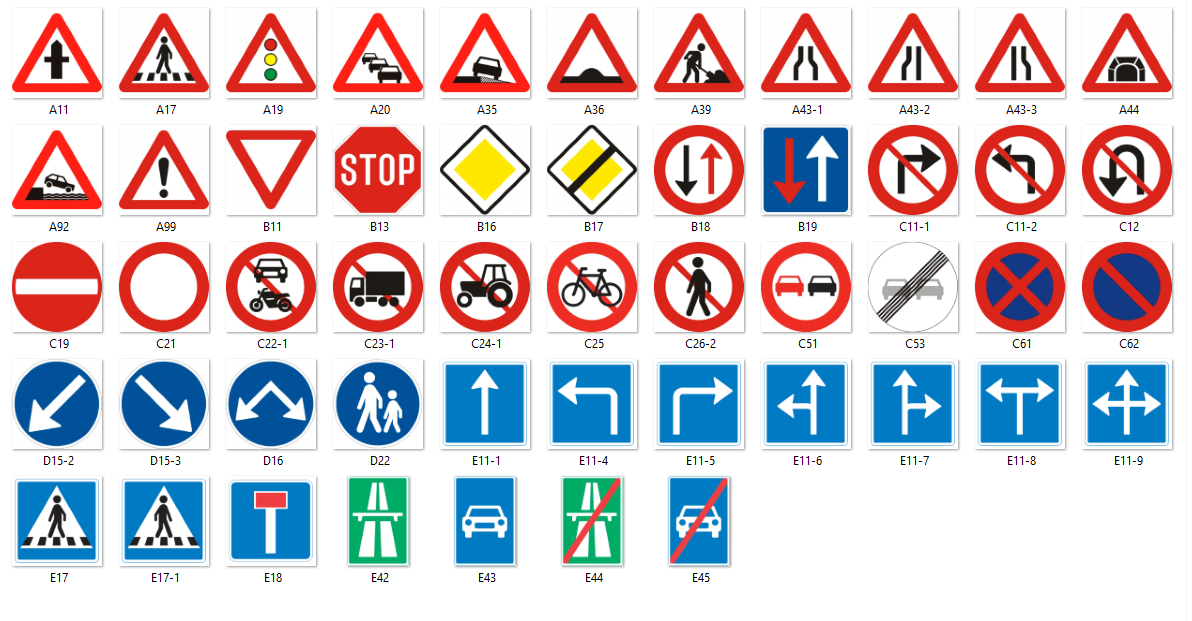 A11 A17 A19 A20 A35 A36 A39 A43-1 A43-2 A43-3 A44
STOP
A92 A99 B11 B13 B16 B17 B18 B19 C11-1 C11-2 C12
C19 C21 C22-1 C23-1 C24-1 C25 C26-2 C51 C53 C61 C62
D15-2 D15-3 D16 D22 E11-1 E11-4 E11-5 E11-6 E11-7 E11-8 E11-9
E17 E17-1 E18 E42 E43 E44 E45